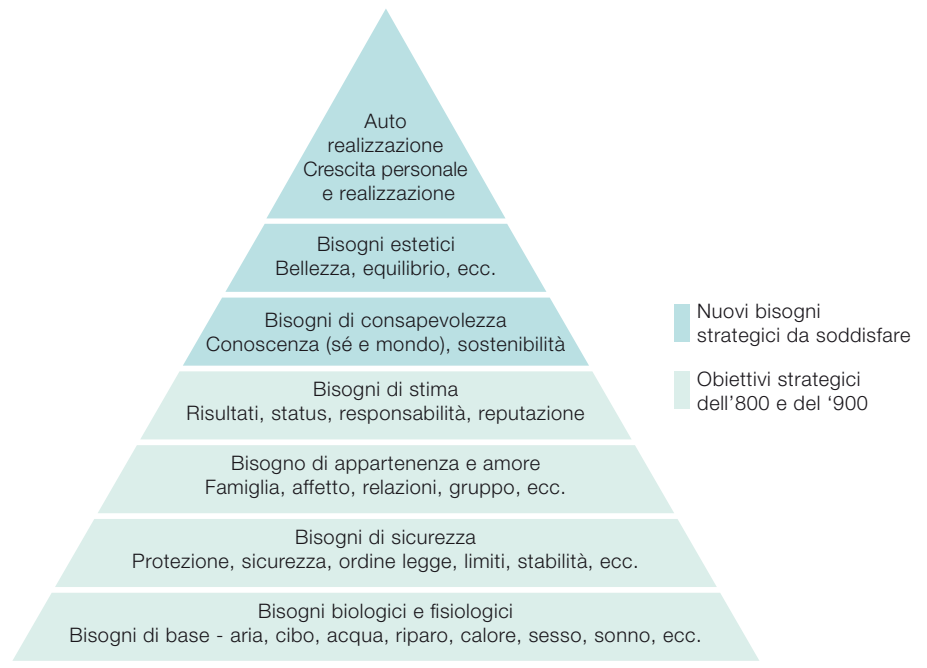 Auto
realizzazione
Crescita personale
e realizzazione
Bisogni estetici
Bellezza, equilibrio, ecc.
Bisogni di consapevolezza
Conoscenza (sé e mondo), sostenibilità
Bisogni di stima
Risultati, status, responsabilità, reputazione
Bisogno di appartenenza e amore
Famiglia, affetto, relazioni, gruppo, ecc.
Bisogni di sicurezza
Protezione, sicurezza, ordine legge, limiti, stabilità, ecc.
Bisogni biologici e fisiologici
Bisogni di base - aria, cibo, acqua, riparo, calore, sesso, sonno, ecc.
Nuovi bisogni
strategici da soddisfare
Obiettivi strategici
dell’800 e del ‘900